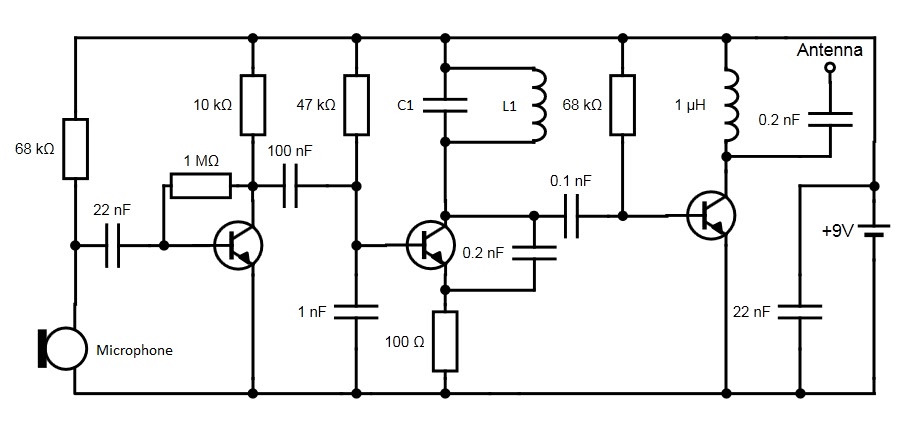 Antenna
10 kΩ
47 kΩ
C1
L1
68 kΩ
1 µH
0.2 nF
68 kΩ
1 MΩ
100 nF
0.1 nF
22 nF
+9V
0.2 nF
1 nF
22 nF
100 Ω
Microphone